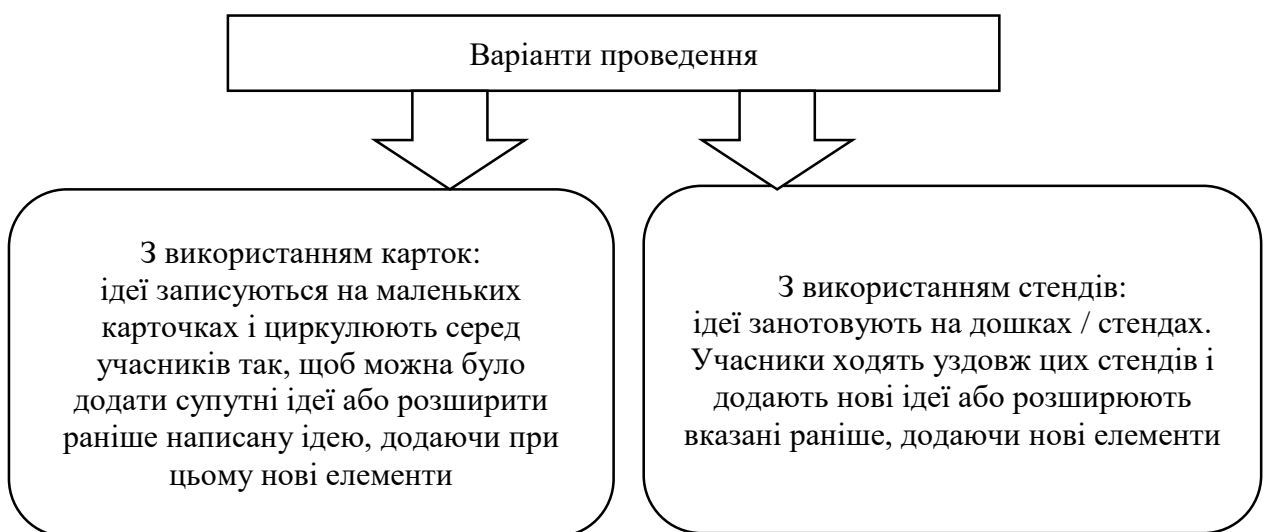 Варіанти проведення
З використанням карток:
ідеї записуються на маленьких
карточках і циркулюють серед
учасників так, щоб можна було
додати супутні ідеї або розширити
раніше написану ідею, додаючи при
цьому нові елементи
З використанням стендів:
ідеї занотовують на дошках / стендах.
Учасники ходять уздовж цих стендів і
додають нові ідеї або розширюють
вказані раніше, додаючи нові елементи